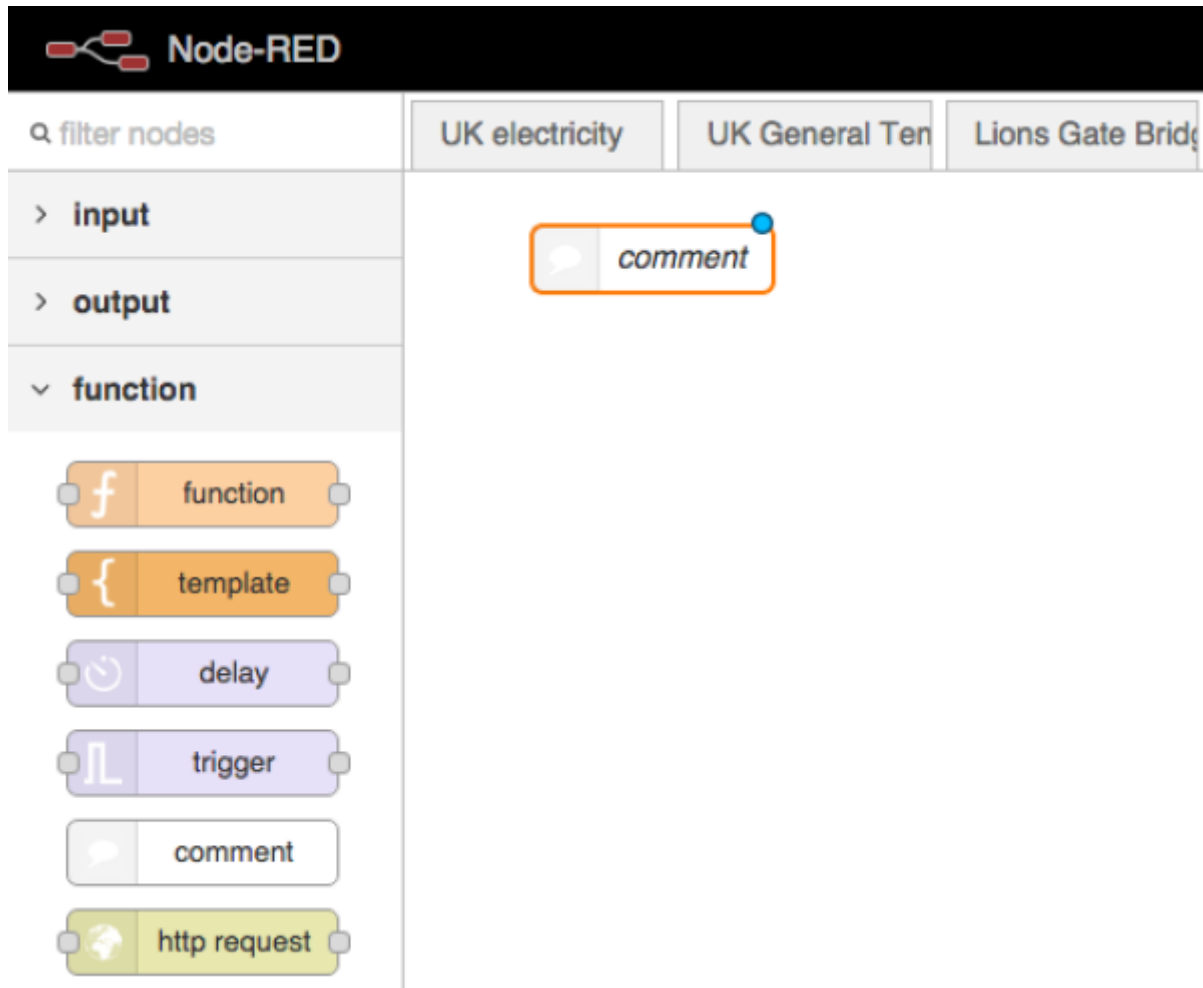 Node-RED
filter nodes
UK electricity
UK General Ten
Lions Gate Bridg
input
output
function
function
template
delay
trigger
comment
http request
comment